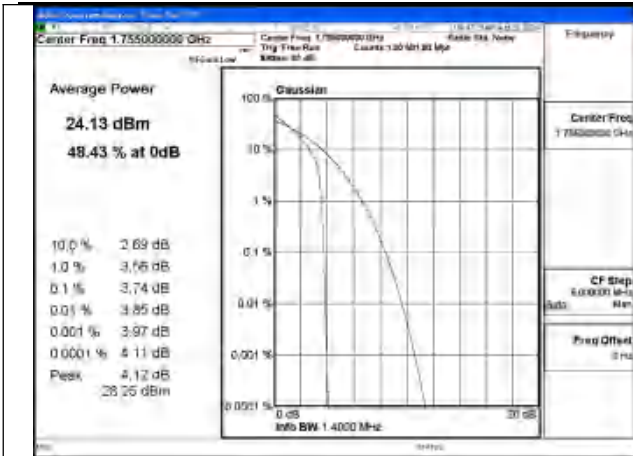 Center Freq 1.755000000 GHz
Center Freq: 1.755000000 GHz
Trig: Free Run
Frequency
Average Power
24.13 dBm
48.43 % at 0dB
10.0 % 2.69 dB
1.0 % 3.56 dB
0.1 % 3.74 dB
0.01 % 3.85 dB
0.001 % 3.97 dB
0.0001 % 4.11 dB
Peak 4.12 dB
28.25 dBm
Gaussian
100 %
10 %
1 %
0.1 %
0.01 %
0.001 %
0.0001 %
0 dB
20 dB
Info BW 1.4000 MHz
Center Freq
1.755000000 GHz
CF Step
Auto Man
Freq Offset
0 Hz